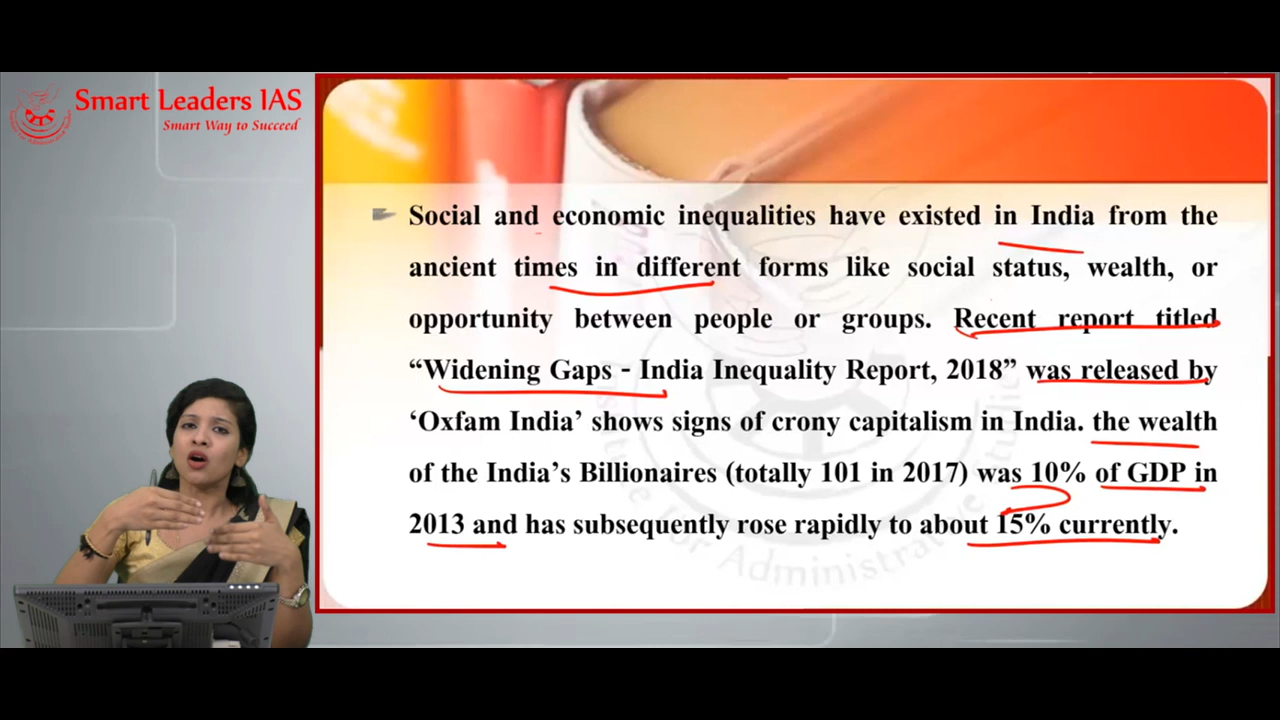 Smart Leaders IAS
Smart Way to Succeed
Social and economic inequalities have existed in India from the
ancient times in different forms like social status, wealth, or
opportunity between people or groups. Recent report titled
“Widening Gaps - India Inequality Report, 2018” was released by
‘Oxfam India’ shows signs of crony capitalism in India. the wealth
of the India’s Billionaires (totally 101 in 2017) was 10% of GDP in
2013 and has subsequently rose rapidly to about 15% currently.